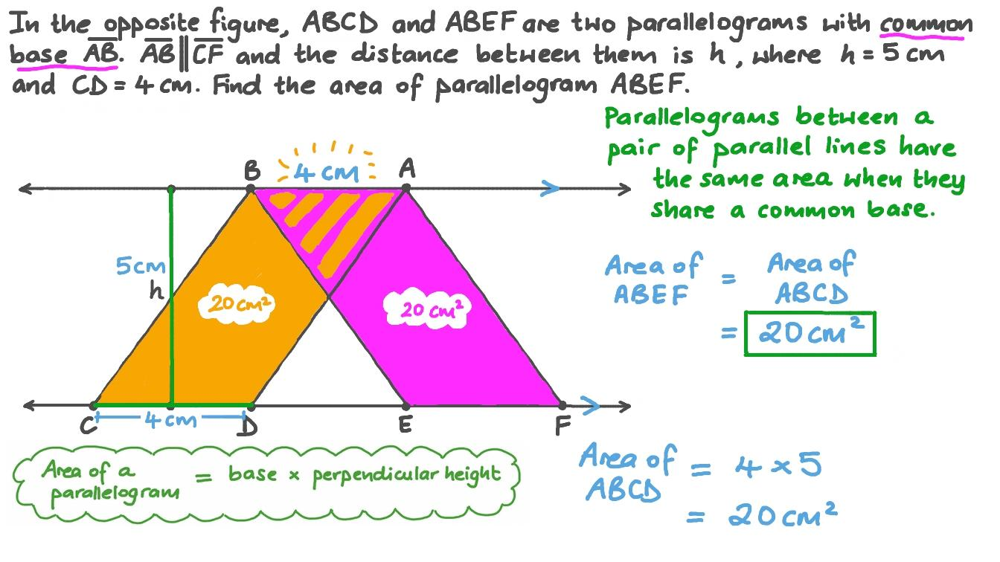 In the opposite figure, ABCD and ABEF are two parallelograms with common
base AB. AB || CF and the distance between them is h, where h = 5 cm
and CD = 4 cm. Find the area of parallelogram ABEF.
Parallelograms between a
pair of parallel lines have
the same area when they
share a common base.
B 4 cm A
5cm
h
20 cm²
20 cm²
C 4 cm D E F
Area of ABEF = Area of ABCD
= 20 cm²
Area of a parallelogram = base × perpendicular height
Area of ABCD = 4 × 5
= 20 cm²